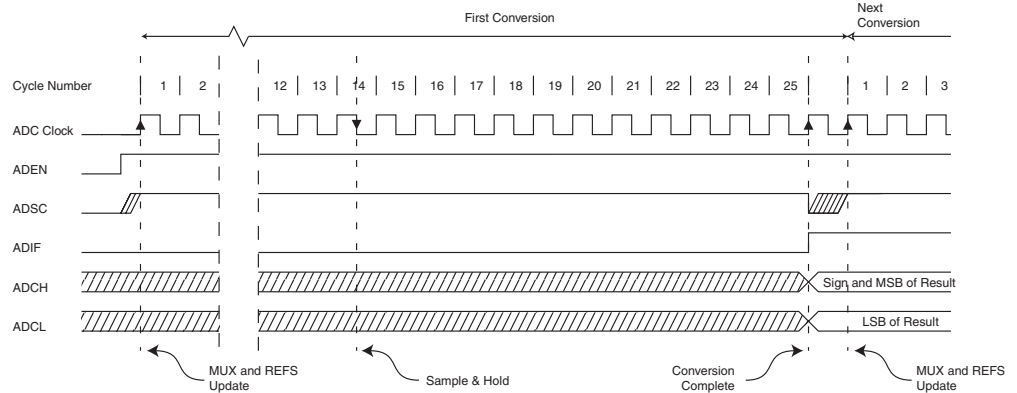 First Conversion
Next
Conversion
Cycle Number 1 2 12 13 14 15 16 17 18 19 20 21 22 23 24 25 1 2 3
ADC Clock
ADEN
ADSC
ADIF
ADCH Sign and MSB of Result
ADCL LSB of Result
MUX and REFS
Update
Sample & Hold
Conversion
Complete
MUX and REFS
Update